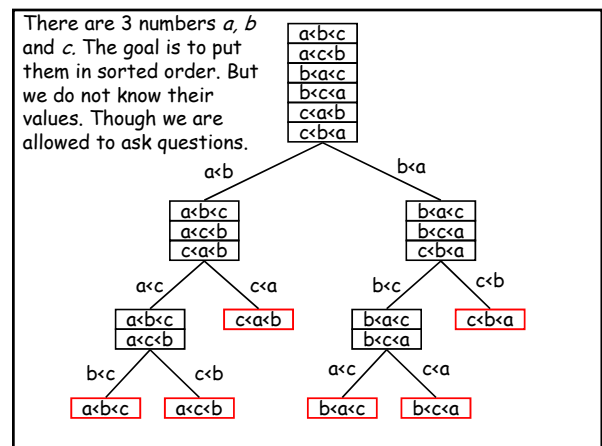 There are 3 numbers a, b
and c. The goal is to put
them in sorted order. But
we do not know their
values. Though we are
allowed to ask questions.
a<b<c
a<c<b
b<a<c
b<c<a
c<a<b
c<b<a
a<b
b<a
a<b<c
a<c<b
c<a<b
b<a<c
b<c<a
c<b<a
a<c
c<a
b<c
c<b
a<b<c
a<c<b
c<a<b
b<a<c
b<c<a
c<b<a
b<c
c<b
a<c
c<a
a<b<c
a<c<b
b<a<c
b<c<a